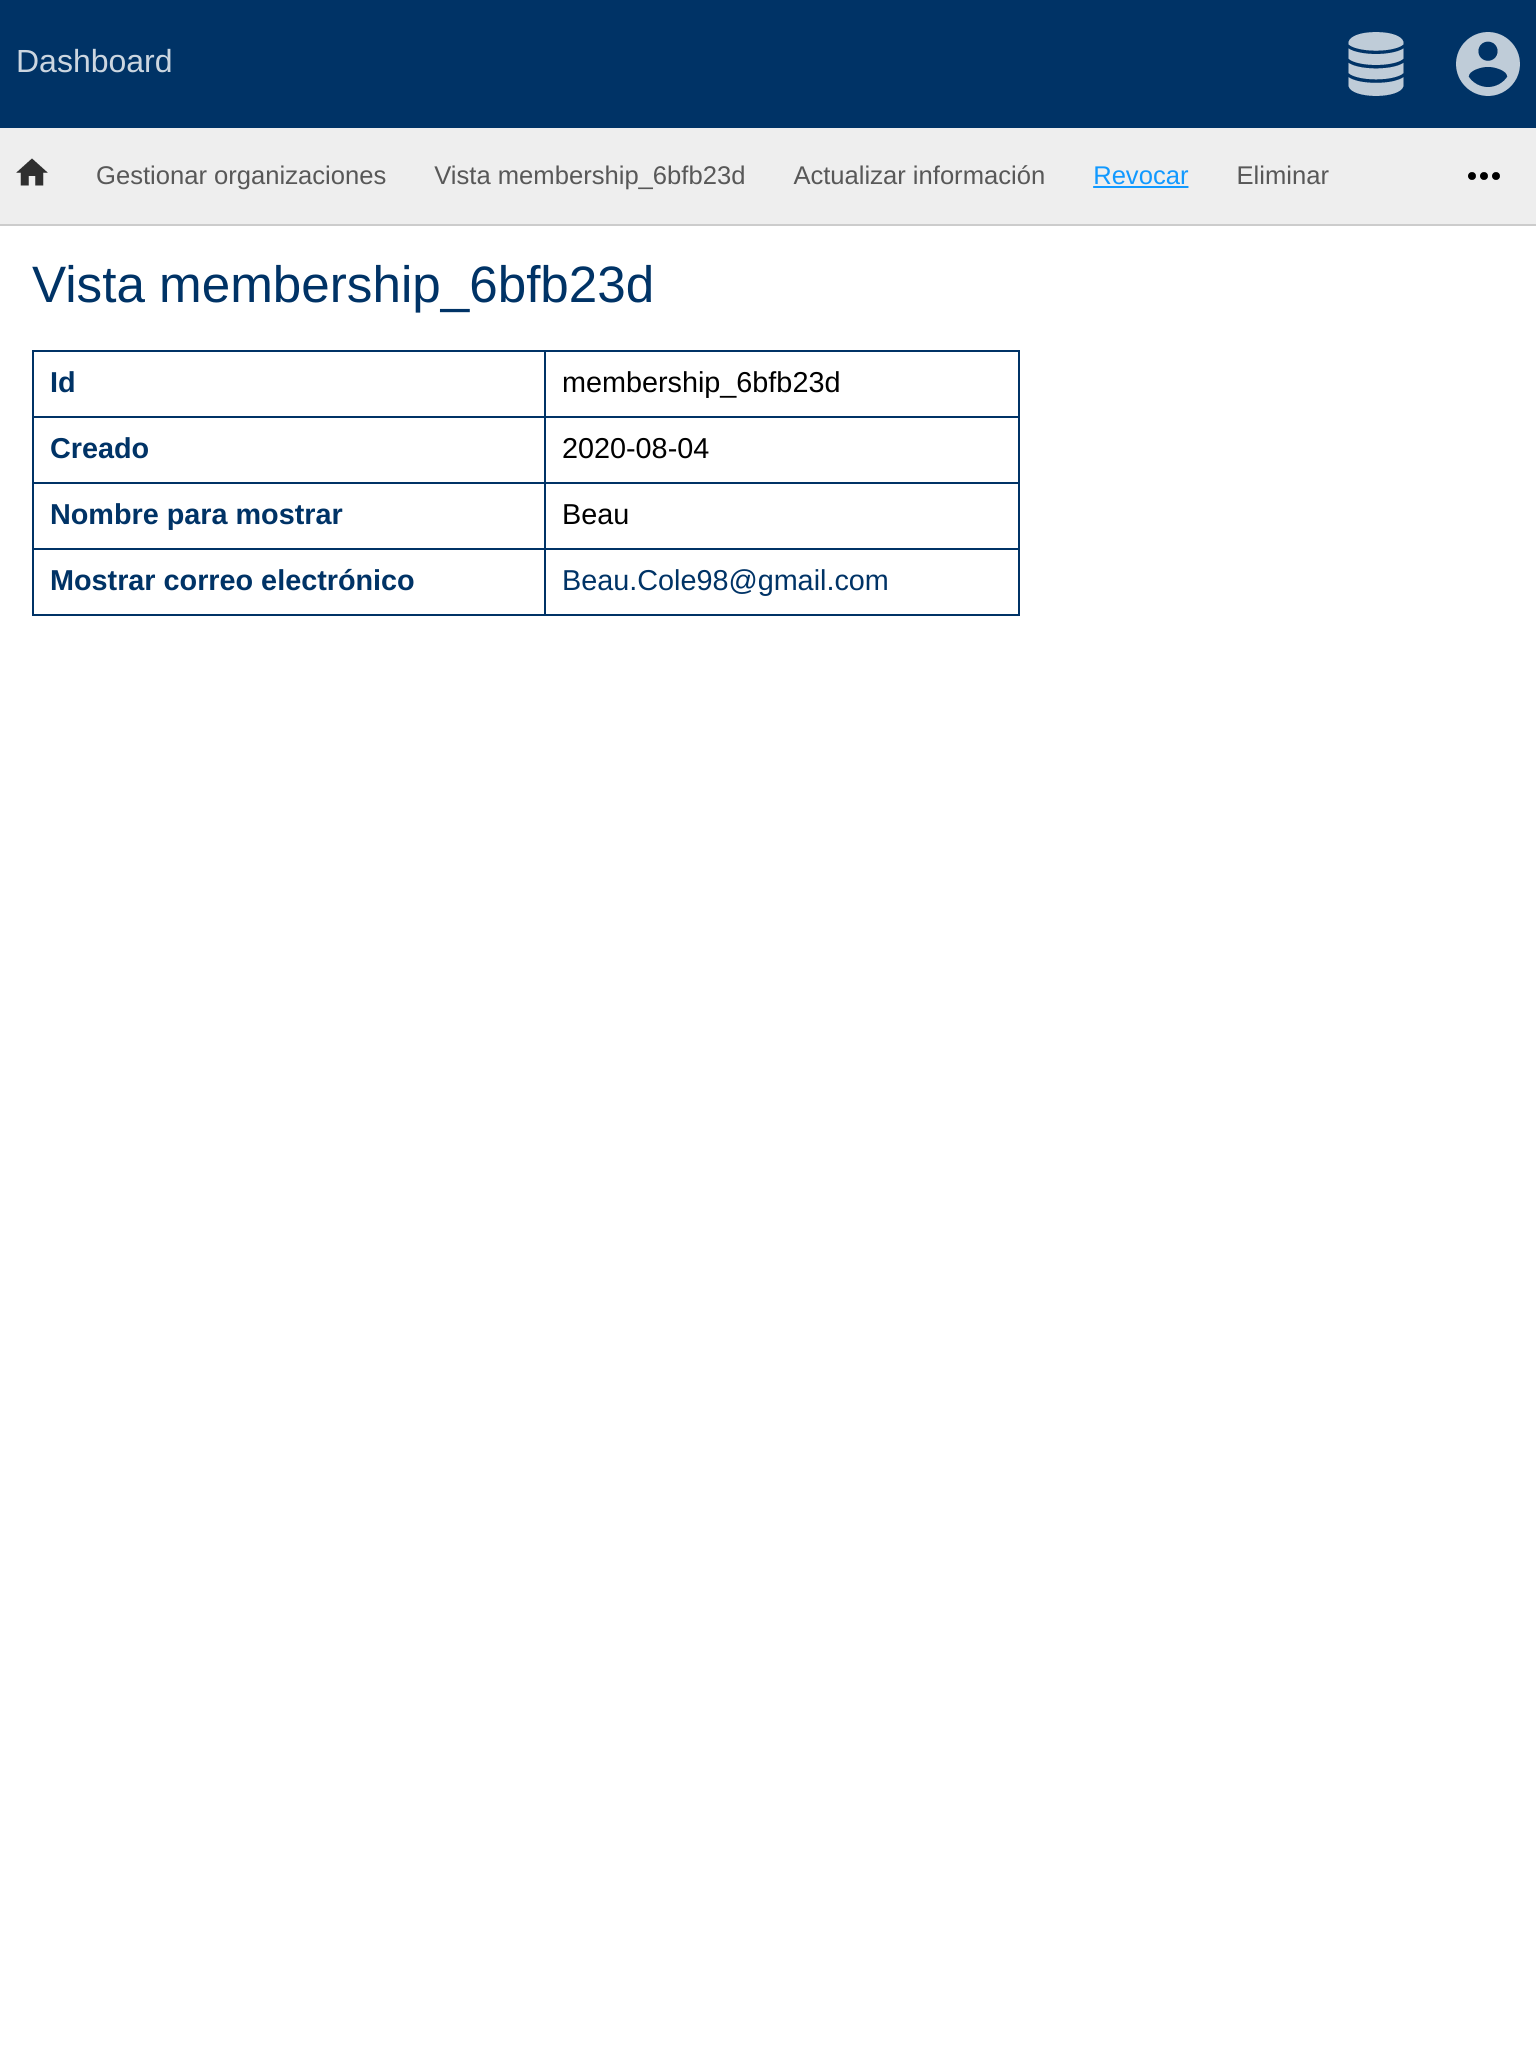 Dashboard
Gestionar organizaciones Vista membership_6bfb23d Actualizar información Revocar Eliminar
Vista membership_6bfb23d
Id membership_6bfb23d
Creado 2020-08-04
Nombre para mostrar Beau
Mostrar correo electrónico Beau.Cole98@gmail.com